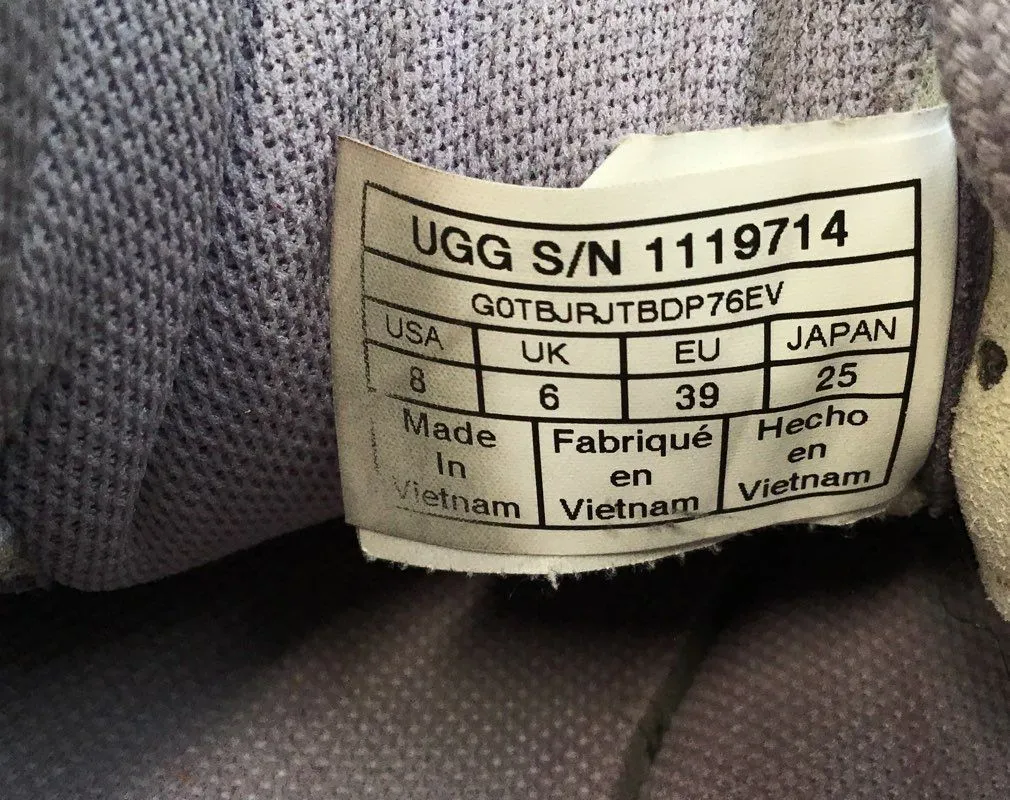 UGG S/N 1119714
G0TBJRJTBDP76EV
USA UK EU JAPAN
8 6 39 25
Made In Vietnam
Fabriqué en Vietnam
Hecho en Vietnam